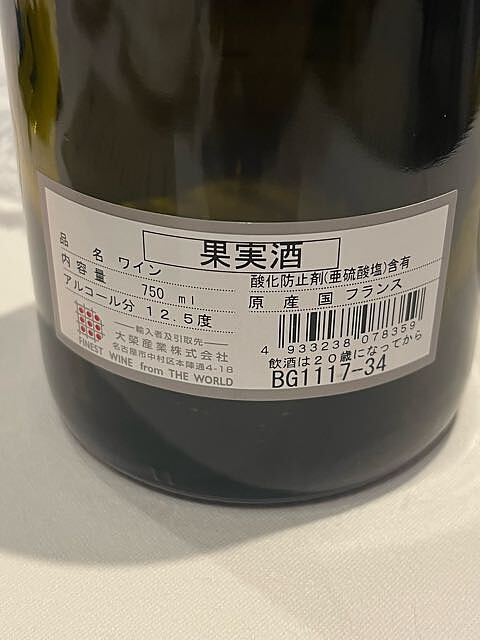 果実酒
品 名 ワイン
内容量 750 ml
アルコール分 12.5度
輸入者及引取先
大榮産業株式会社
名古屋市中村区本陣通4-18
FINEST WINE from THE WORLD
酸化防止剤(亜硫酸塩)含有
原産国 フランス
4 933238 078359
飲酒は20歳になってから
BG1117-34